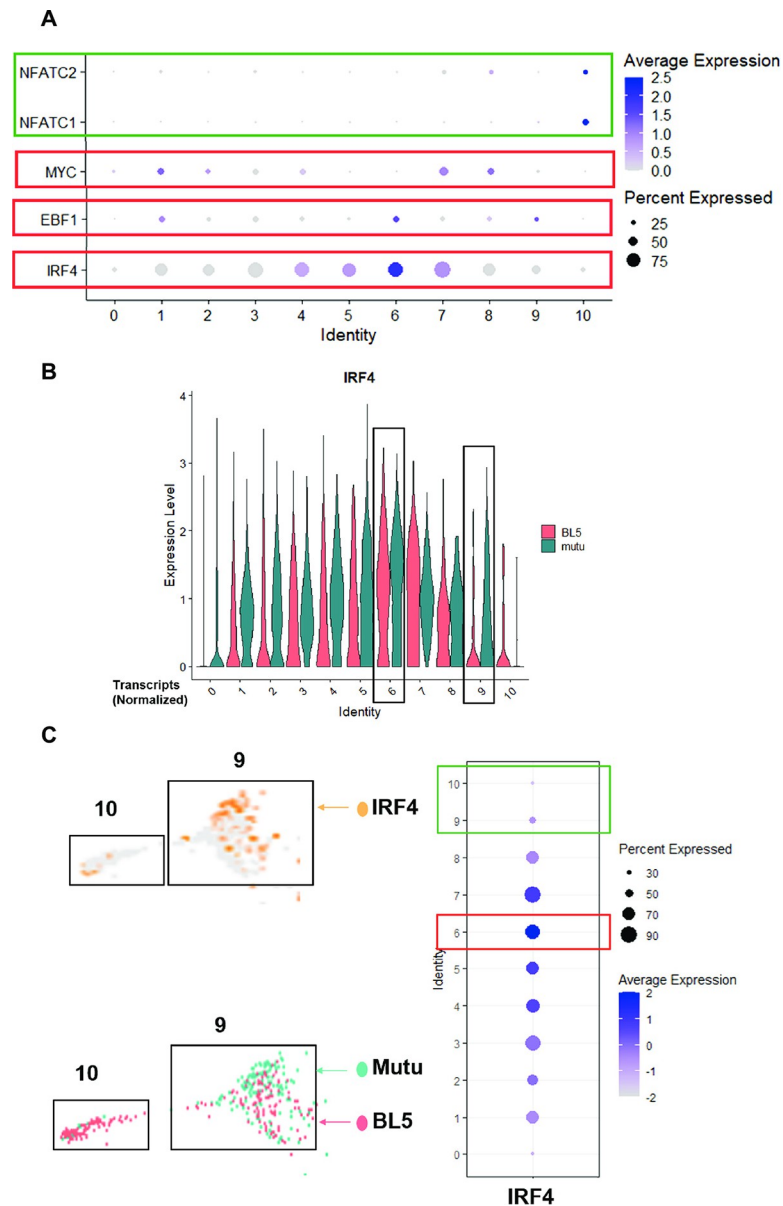 A
NFATC2
NFATC1
MYC
EBF1
IRF4
0 1 2 3 4 5 6 7 8 9 10
Identity
Average Expression
2.5
2.0
1.5
1.0
0.5
0.0
Percent Expressed
25
50
75
B
IRF4
4
3
2
1
0
Expression Level
BL5
mutu
Transcripts
(Normalized)
0 1 2 3 4 5 6 7 8 9 10
Identity
C
9
10
IRF4
9
10
Mutu
BL5
10
9
8
7
6
5
4
3
2
1
0
Identity
IRF4
Percent Expressed
30
50
70
90
Average Expression
2
1
0
-1
-2